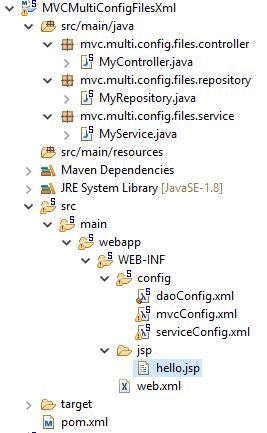 MVCMultiConfigFilesXml
src/main/java
mvc.multi.config.files.controller
MyController.java
mvc.multi.config.files.repository
MyRepository.java
mvc.multi.config.files.service
MyService.java
src/main/resources
Maven Dependencies
JRE System Library [JavaSE-1.8]
src
main
webapp
WEB-INF
config
daoConfig.xml
mvcConfig.xml
serviceConfig.xml
jsp
hello.jsp
web.xml
target
pom.xml